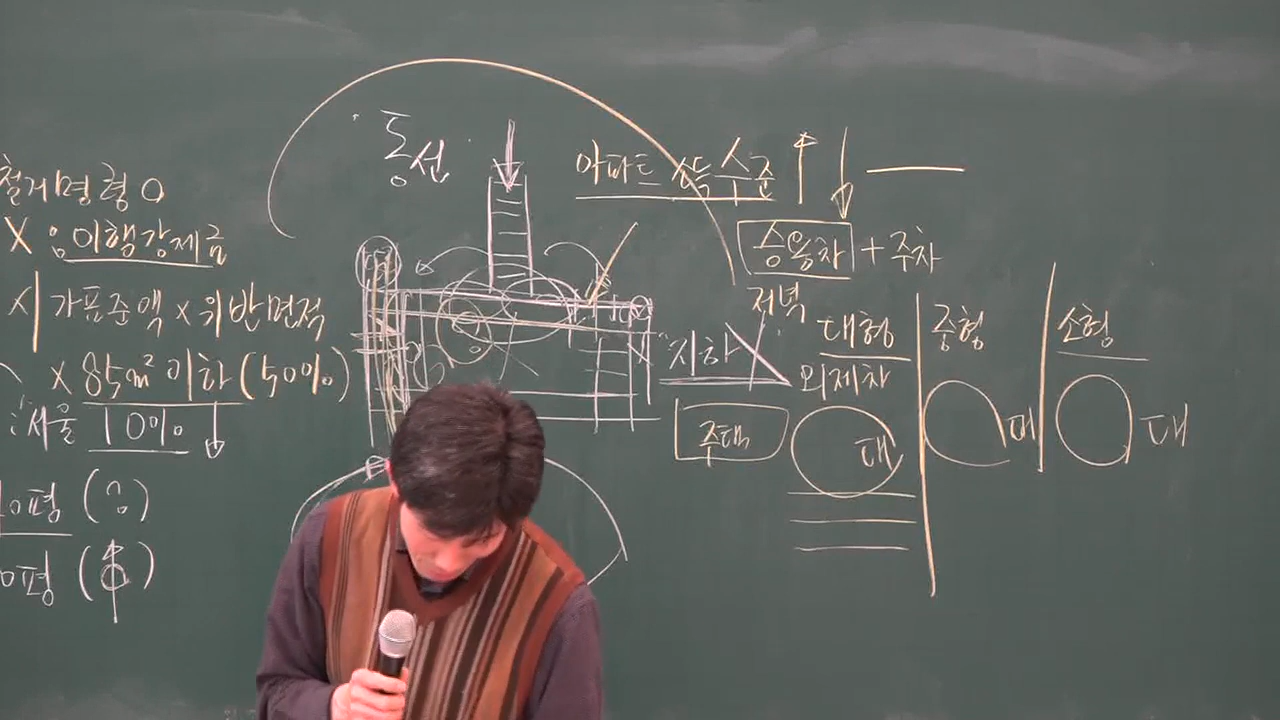 철거명령 O
X 이행강제금
시가표준액 x 위반면적
x 85m² 이하 (50%)
서울 10% ↓
평 ( )
평 ( )
동선
아파트 수준 ↑ ↓ —
승용차 + 주차
저녁
지하
주택
대형
외제차
대
중형
대
소형
대